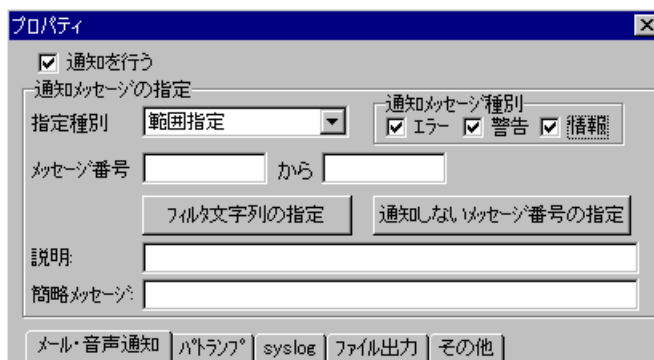 プロパティ
通知を行う
通知メッセージの指定
指定種別 範囲指定
通知メッセージ種別
エラー 警告 情報
メッセージ番号 から
フィルタ文字列の指定 通知しないメッセージ番号の指定
説明:
簡略メッセージ:
メール・音声通知 パトランプ syslog ファイル出力 その他